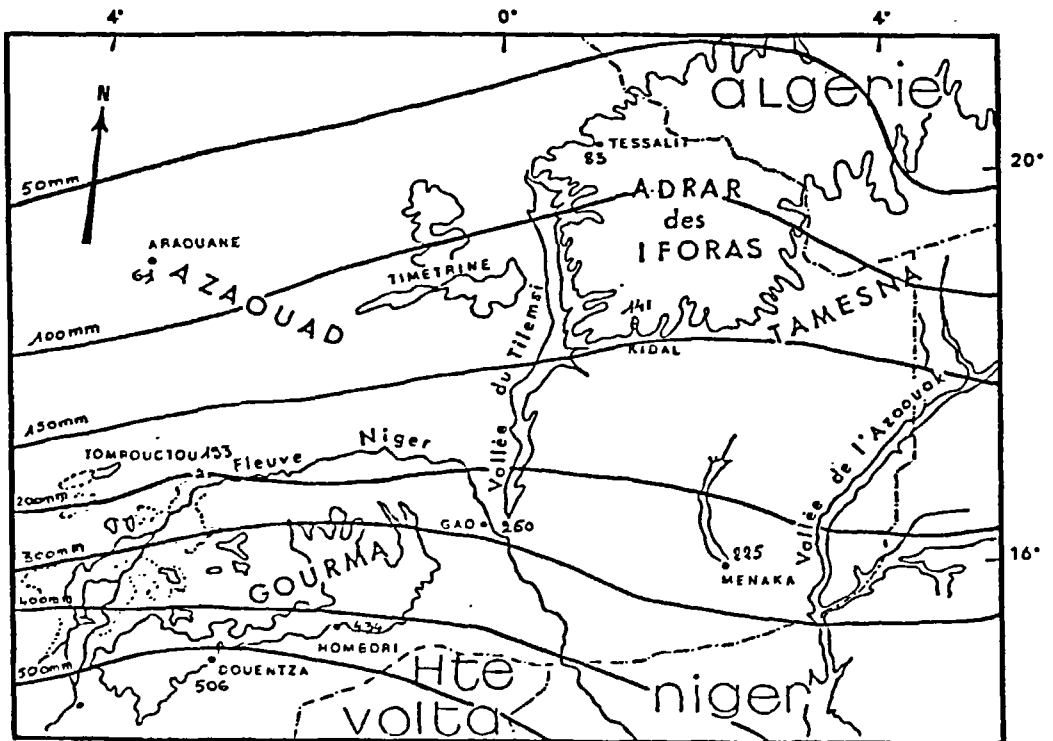 4°
0°
4°
N
aLgerie
20°
50mm
83
TESSALIT
ADRAR
des
IFORAS
ARAOUANE
61
AZAOUAD
TIMETRINE
100mm
141
KIDAL
TAMESNA
Vallée du Tilemsi
150mm
TOMBOUCTOU 193
Fleuve Niger
Vallée de l'Azaouak
200mm
GAO
260
300mm
GOURMA
225
MENAKA
16°
400mm
434
HOMBORI
500mm
DOUENTZA
506
Hte
volta
niger